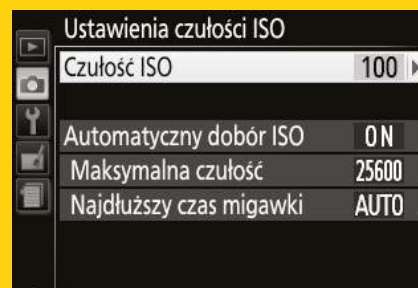 Ustawienia czułości ISO
Czułość ISO 100
Automatyczny dobór ISO ON
Maksymalna czułość 25600
Najdłuższy czas migawki AUTO